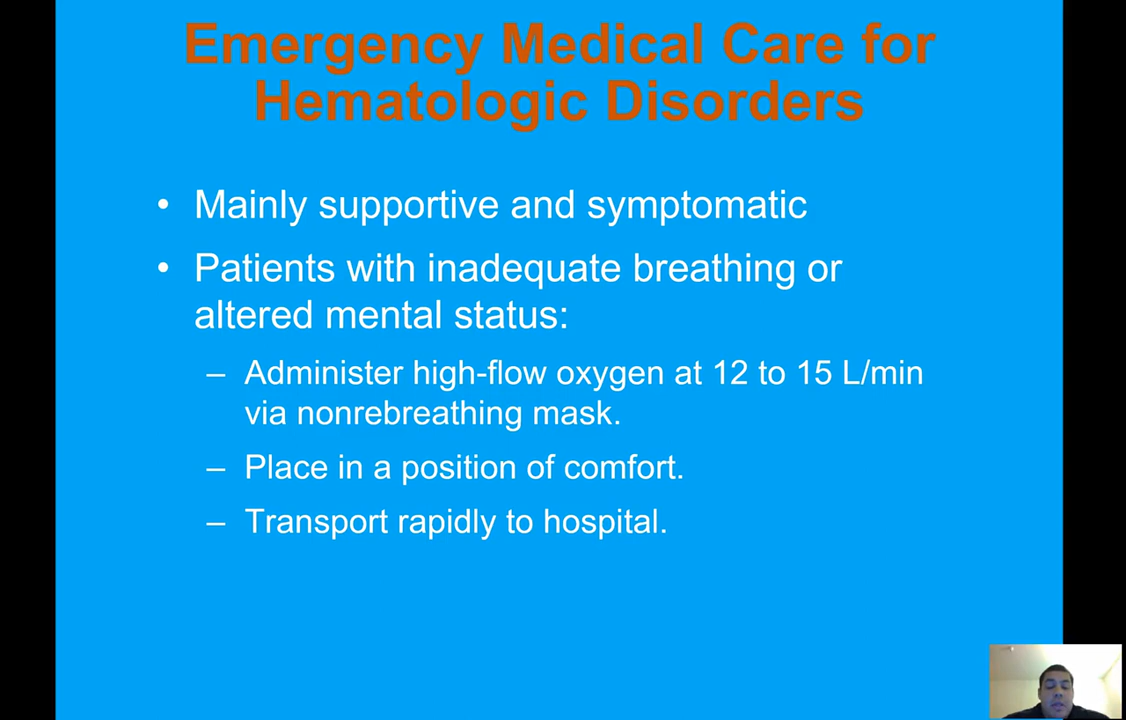 Emergency Medical Care for
Hematologic Disorders
• Mainly supportive and symptomatic
• Patients with inadequate breathing or
altered mental status:
– Administer high-flow oxygen at 12 to 15 L/min
via nonrebreathing mask.
– Place in a position of comfort.
– Transport rapidly to hospital.